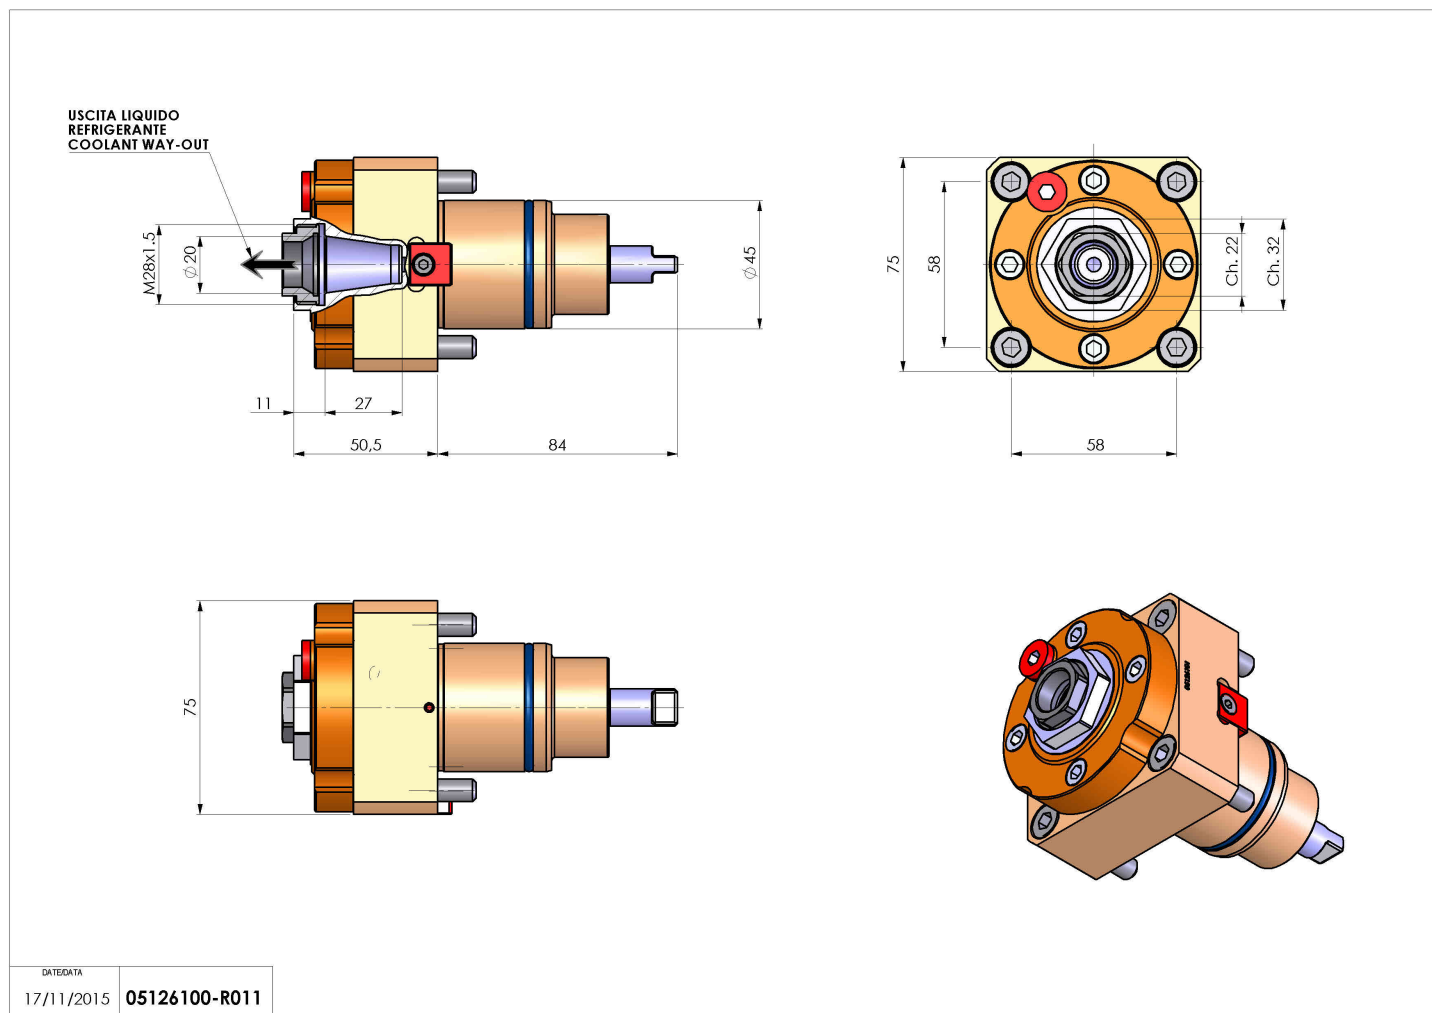 USCITA LIQUIDO
REFRIGERANTE
COOLANT WAY-OUT
M28x1.5
∅ 20
∅ 45
11
27
50,5
84
75
58
Ch. 22
Ch. 32
58
75
DATE/DATA
17/11/2015
05126100-R011